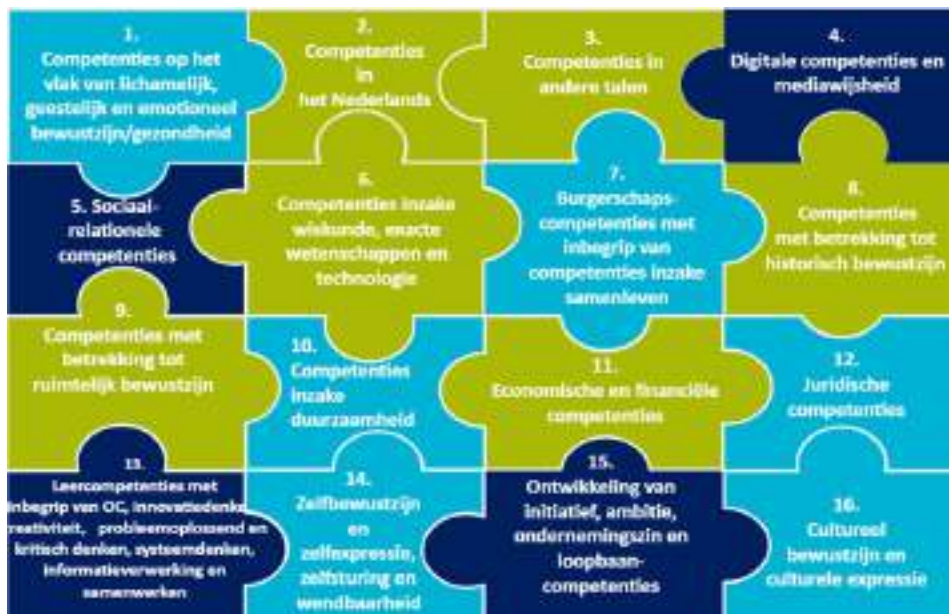 1.
Competenties op het
vlak van lichamelijk,
geestelijk en emotioneel
bewustzijn/gezondheid
2.
Competenties
in
het Nederlands
3.
Competenties in
andere talen
4.
Digitale competenties en
mediawijsheid
5. Sociaal-
relationele
competenties
6.
Competenties inzake
wiskunde, exacte
wetenschappen en
technologie
7.
Burgerschaps-
competenties met
inbegrip van
competenties inzake
samenleven
8.
Competenties
met betrekking tot
historisch bewustzijn
9.
Competenties met
betrekking tot
ruimtelijk bewustzijn
10.
Competenties
inzake
duurzaamheid
11.
Economische en financiële
competenties
12.
Juridische
competenties
13.
Leercompetenties met
inbegrip van OC, innovatiedenke
reativiteit, probleemoplossend en
kritisch denken, systeemdenken,
informatieverwerking en
samenwerken
14.
Zelfbewustzijn
en
zelfexpressie,
zelfsturing en
wendbaarheid
15.
Ontwikkeling van
initiatief, ambitie,
ondernemingszin en
loopbaan-
competenties
16.
Cultureel
bewustzijn en
culturele expressie